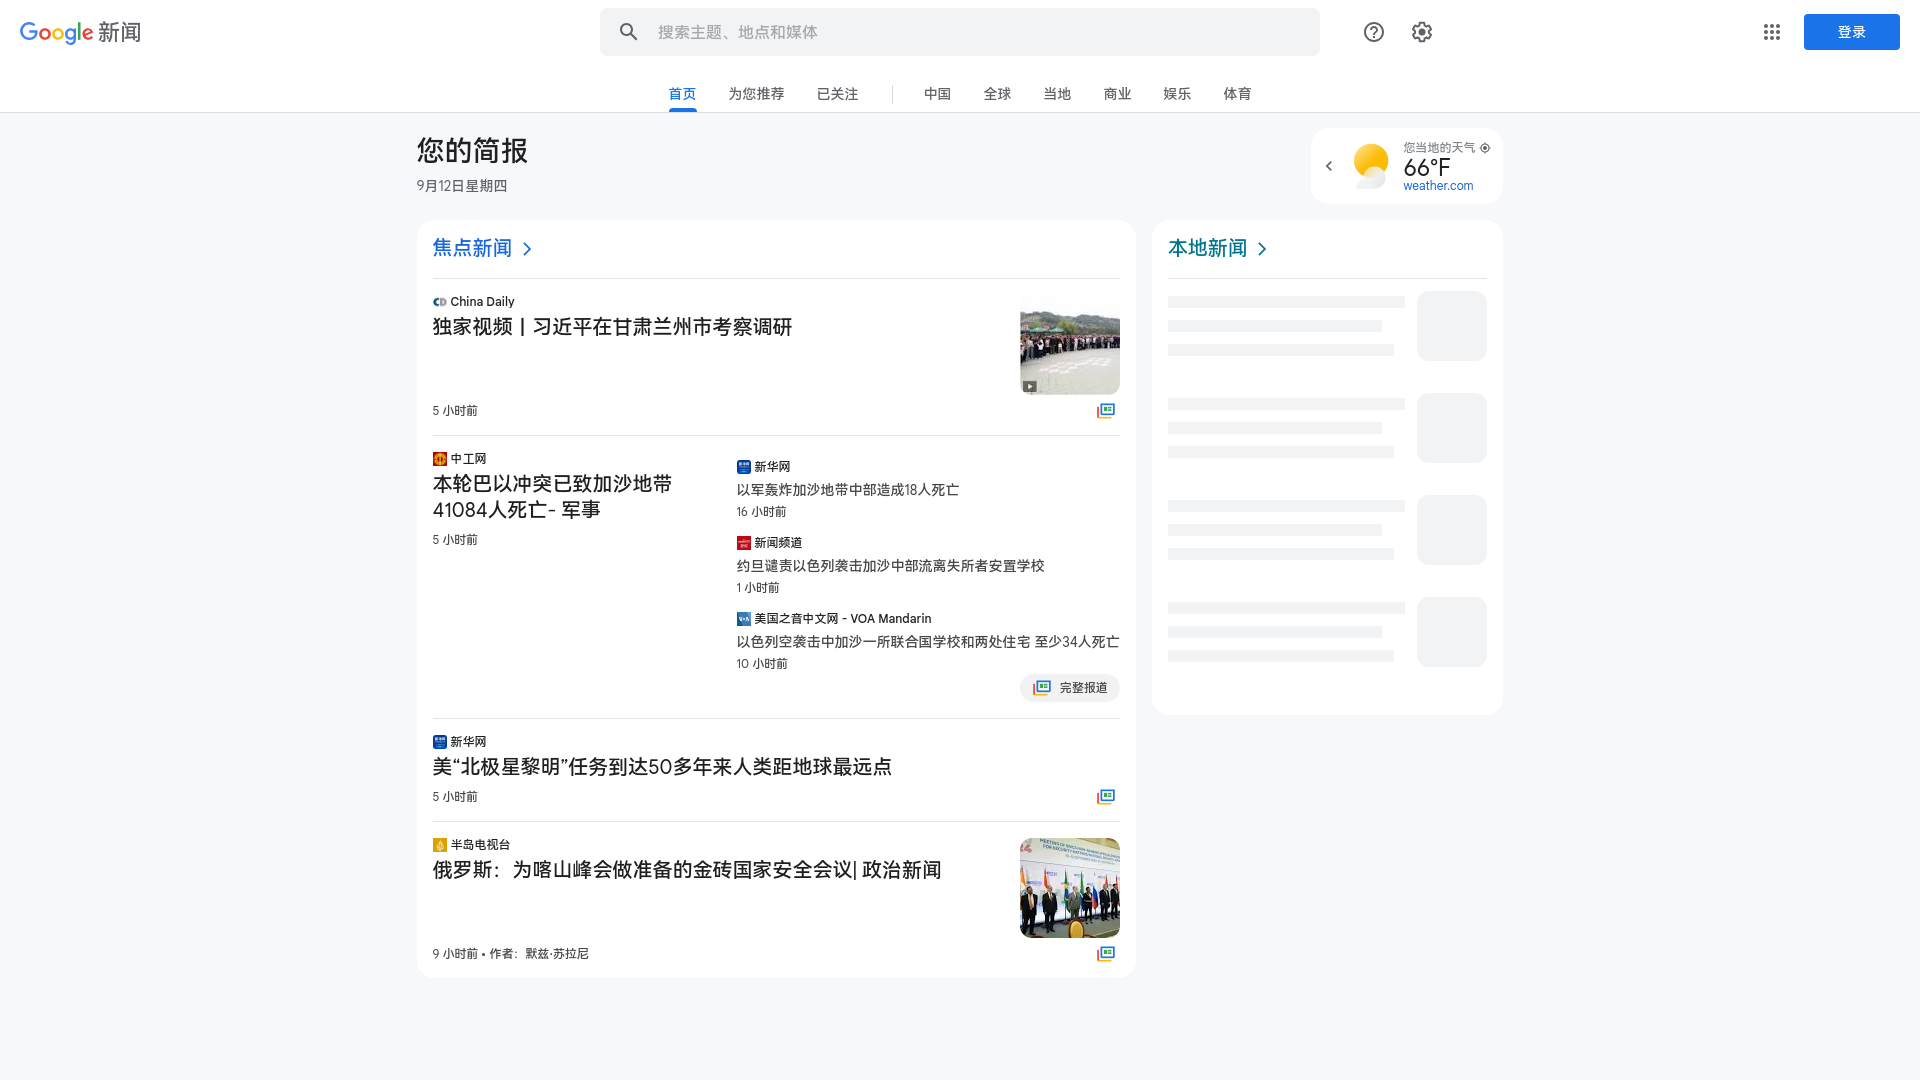 Google 新闻
搜索主题、地点和媒体
登录
首页
为您推荐
已关注
中国
全球
当地
商业
娱乐
体育
您的简报
9月12日星期四
您当地的天气
66°F
weather.com
焦点新闻
China Daily
独家视频丨习近平在甘肃兰州市考察调研
5 小时前
中工网
本轮巴以冲突已致加沙地带
41084人死亡- 军事
5 小时前
新华网
以军轰炸加沙地带中部造成18人死亡
16 小时前
新闻频道
约旦谴责以色列袭击加沙中部流离失所者安置学校
1 小时前
美国之音中文网 - VOA Mandarin
以色列空袭击中加沙一所联合国学校和两处住宅 至少34人死亡
10 小时前
完整报道
新华网
美“北极星黎明”任务到达50多年来人类距地球最远点
5 小时前
半岛电视台
俄罗斯：为喀山峰会做准备的金砖国家安全会议| 政治新闻
9 小时前 • 作者：默兹·苏拉尼
本地新闻